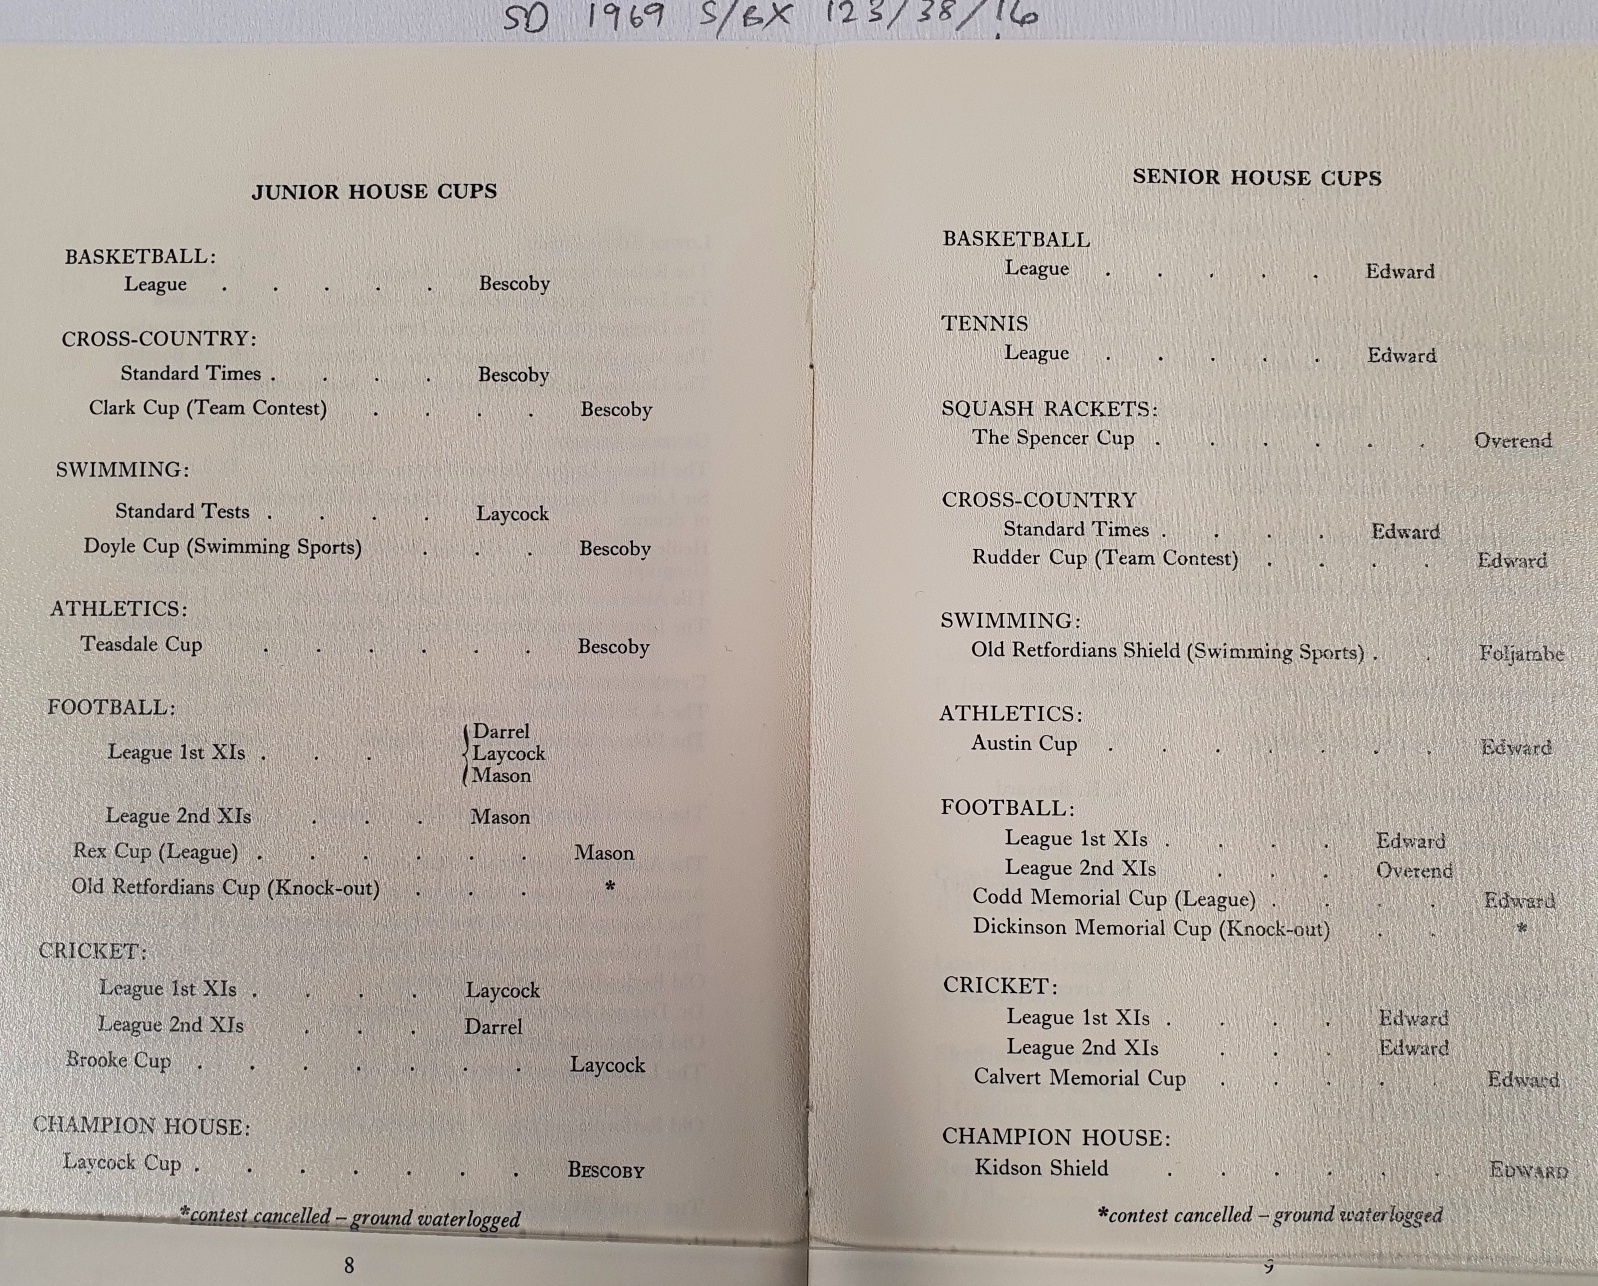 SD 1969 S/BX 123/38/16
JUNIOR HOUSE CUPS
BASKETBALL:
League . . . . . Bescoby
CROSS-COUNTRY:
Standard Times . . . . Bescoby
Clark Cup (Team Contest) . . . . Bescoby
SWIMMING:
Standard Tests . . . . Laycock
Doyle Cup (Swimming Sports) . . . Bescoby
ATHLETICS:
Teasdale Cup . . . . . . Bescoby
FOOTBALL:
Darrel
League 1st XIs . . . Laycock
Mason
League 2nd XIs . . . Mason
Rex Cup (League) . . . . . . Mason
Old Retfordians Cup (Knock-out) . . . *
CRICKET:
League 1st XIs . . . . Laycock
League 2nd XIs . . . Darrel
Brooke Cup . . . . . . . Laycock
CHAMPION HOUSE:
Laycock Cup . . . . . . . BESCOBY
*contest cancelled – ground waterlogged
8
SENIOR HOUSE CUPS
BASKETBALL
League . . . . . Edward
TENNIS
League . . . . . Edward
SQUASH RACKETS:
The Spencer Cup . . . . . . Overend
CROSS-COUNTRY
Standard Times . . . . Edward
Rudder Cup (Team Contest) . . . . Edward
SWIMMING:
Old Retfordians Shield (Swimming Sports) . . Foljambe
ATHLETICS:
Austin Cup . . . . . . . Edward
FOOTBALL:
League 1st XIs . . . . Edward
League 2nd XIs . . . Overend
Codd Memorial Cup (League) . . . . Edward
Dickinson Memorial Cup (Knock-out) . . *
CRICKET:
League 1st XIs . . . . Edward
League 2nd XIs . . . Edward
Calvert Memorial Cup . . . . . Edward
CHAMPION HOUSE:
Kidson Shield . . . . . . EDWARD
*contest cancelled – ground waterlogged
9